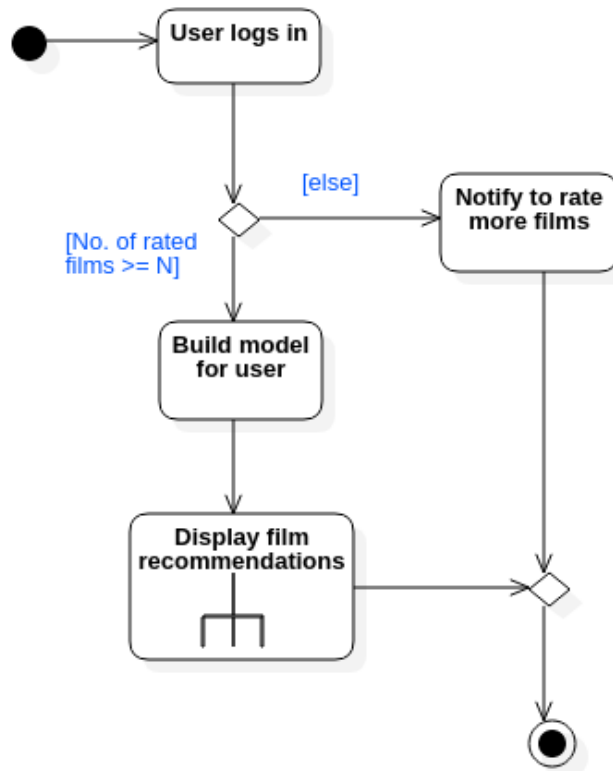 User logs in
[else]
Notify to rate
more films
[No. of rated
films >= N]
Build model
for user
Display film
recommendations